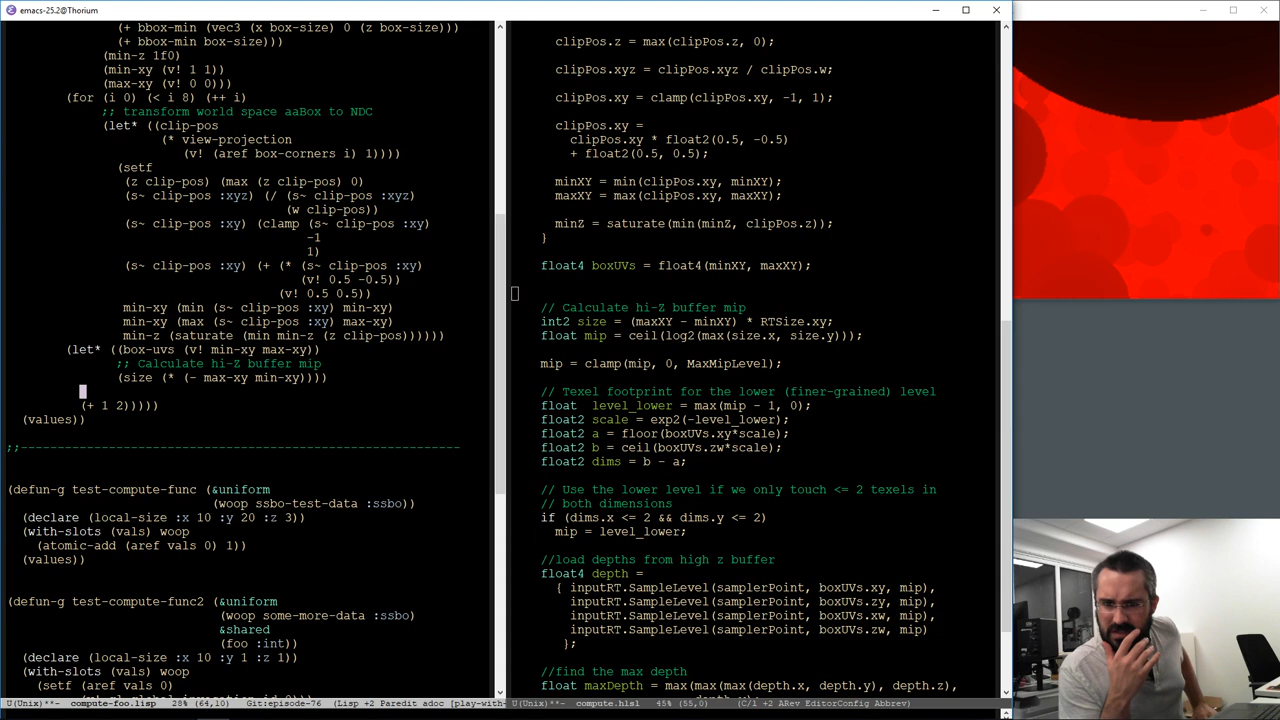 emacs-25.2@Thorium
(+ bbox-min (vec3 (x box-size) 0 (z box-size)))
(+ bbox-min box-size)))
(min-z 1f0)
(min-xy (v! 1 1))
(max-xy (v! 0 0)))
(for (i 0) (< i 8) (++ i)
;; transform world space aaBox to NDC
(let* ((clip-pos
(* view-projection
(v! (aref box-corners i) 1))))
(setf
(z clip-pos) (max (z clip-pos) 0)
(s~ clip-pos :xyz) (/ (s~ clip-pos :xyz)
(w clip-pos))
(s~ clip-pos :xy) (clamp (s~ clip-pos :xy)
-1
1)
(s~ clip-pos :xy) (+ (* (s~ clip-pos :xy)
(v! 0.5 -0.5))
(v! 0.5 0.5))
min-xy (min (s~ clip-pos :xy) min-xy)
min-xy (max (s~ clip-pos :xy) max-xy)
min-z (saturate (min min-z (z clip-pos))))))
(let* ((box-uvs (v! min-xy max-xy))
;; Calculate hi-Z buffer mip
(size (* (- max-xy min-xy))))
(+ 1 2)))))
(values))
;;---------------------------------------------------------
(defun-g test-compute-func (&uniform
(woop ssbo-test-data :ssbo))
(declare (local-size :x 10 :y 20 :z 3))
(with-slots (vals) woop
(atomic-add (aref vals 0) 1))
(values))
(defun-g test-compute-func2 (&uniform
(woop some-more-data :ssbo)
&shared
(foo :int))
(declare (local-size :x 10 :y 1 :z 1))
(with-slots (vals) woop
(setf (aref vals 0)
U(Unix)**- compute-foo.lisp 28% (64,10) Git:episode-76 (Lisp +2 Paredit adoc [play-with-
clipPos.z = max(clipPos.z, 0);
clipPos.xyz = clipPos.xyz / clipPos.w;
clipPos.xy = clamp(clipPos.xy, -1, 1);
clipPos.xy =
clipPos.xy * float2(0.5, -0.5)
+ float2(0.5, 0.5);
minXY = min(clipPos.xy, minXY);
maxXY = max(clipPos.xy, maxXY);
minZ = saturate(min(minZ, clipPos.z));
}
float4 boxUVs = float4(minXY, maxXY);
// Calculate hi-Z buffer mip
int2 size = (maxXY - minXY) * RTSize.xy;
float mip = ceil(log2(max(size.x, size.y)));
mip = clamp(mip, 0, MaxMipLevel);
// Texel footprint for the lower (finer-grained) level
float level_lower = max(mip - 1, 0);
float2 scale = exp2(-level_lower);
float2 a = floor(boxUVs.xy*scale);
float2 b = ceil(boxUVs.zw*scale);
float2 dims = b - a;
// Use the lower level if we only touch <= 2 texels in
// both dimensions
if (dims.x <= 2 && dims.y <= 2)
mip = level_lower;
//load depths from high z buffer
float4 depth =
{ inputRT.SampleLevel(samplerPoint, boxUVs.xy, mip),
inputRT.SampleLevel(samplerPoint, boxUVs.zy, mip),
inputRT.SampleLevel(samplerPoint, boxUVs.xw, mip),
inputRT.SampleLevel(samplerPoint, boxUVs.zw, mip)
};
//find the max depth
float maxDepth = max(max(max(depth.x, depth.y), depth.z),
U(Unix)**- compute.hlsl 45% (55,0) (C/l +2 ARev EditorConfig Abbrev)